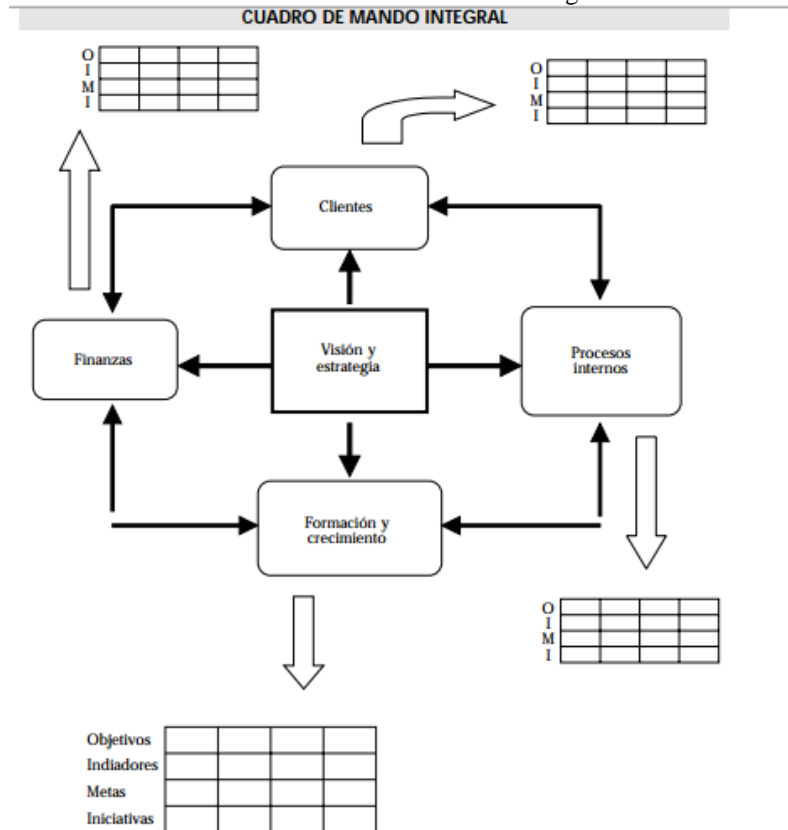 CUADRO DE MANDO INTEGRAL
O
I
M
I
O
I
M
I
Clientes
Finanzas
Visión y
estrategia
Procesos
internos
Formación y
crecimiento
O
I
M
I
Objetivos
Indiadores
Metas
Iniciativas